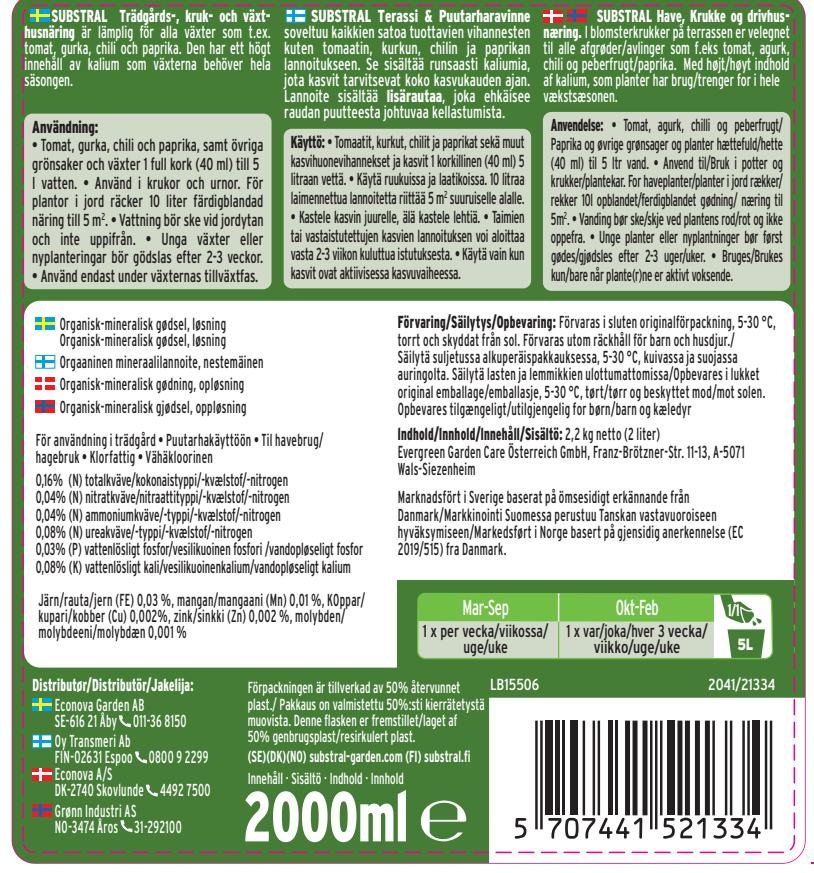 SUBSTRAL Trädgårds-, kruk- och växt-
husnäring är lämplig för alla växter som t.ex.
tomat, gurka, chili och paprika. Den har ett högt
innehåll av kalium som växterna behöver hela
säsongen.
Användning:
• Tomat, gurka, chili och paprika, samt övriga
grönsaker och växter 1 full kork (40 ml) till 5
l vatten. • Använd i krukor och urnor. För
plantor i jord räcker 10 liter färdigblandad
näring till 5 m². • Vattning bör ske vid jordytan
och inte uppifrån. • Unga växter eller
nyplanteringar bör gödslas efter 2-3 veckor.
• Använd endast under växternas tillväxtfas.
SUBSTRAL Terassi & Puutarharavinne
soveltuu kaikkien satoa tuottavien vihannesten
kuten tomaatin, kurkun, chilin ja paprikan
lannoitukseen. Se sisältää runsaasti kaliumia,
jota kasvit tarvitsevat koko kasvukauden ajan.
Lannoite sisältää lisärautaa, joka ehkäisee
raudan puutteesta johtuvaa kellastumista.
Käyttö: • Tomaatit, kurkut, chilit ja paprikat sekä muut
kasvihuonevihannekset ja kasvit 1 korkillinen (40 ml) 5
litraan vettä. • Käytä ruukuissa ja laatikoissa. 10 litraa
laimennettua lannoitetta riittää 5 m² suuruiselle alalle.
• Kastele kasvin juurelle, älä kastele lehtiä. • Taimien
tai vastaistutettujen kasvien lannoituksen voi aloittaa
vasta 2-3 viikon kuluttua istutuksesta. • Käytä vain kun
kasvit ovat aktiivisessa kasvuvaiheessa.
SUBSTRAL Have, Krukke og drivhus-
næring. I blomsterkrukker på terrassen er velegnet
til alle afgrøder/avlinger som f.eks tomat, agurk,
chili og peberfrugt/paprika. Med højt/høyt indhold
af kalium, som planter har brug/trenger for i hele
vækstsæsonen.
Anvendelse: • Tomat, agurk, chilli og peberfrugt/
Paprika og øvrige grønsager og planter hættefuld/hette
(40 ml) til 5 ltr vand. • Anvend til/Bruk i potter og
krukker/plantekar. For haveplanter/planter i jord rækker/
rekker 10l opblandet/ferdigblandet gødning/ næring til
5m². • Vanding bør ske/skje ved plantens rod/rot og ikke
oppefra. • Unge planter eller nyplantninger bør først
gødes/gjødsles efter 2-3 uger/uker. • Bruges/Brukes
kun/bare når plante(r)ne er aktivt voksende.
Organisk-mineralisk gødsel, løsning
Organisk-mineralisk gødsel, løsning
Orgaaninen mineraalilannoite, nestemäinen
Organisk-mineralisk gødning, opløsning
Organisk-mineralisk gjødsel, oppløsning
För användning i trädgård • Puutarhakäyttöön • Til havebrug/
hagebruk • Klorfattig • Vähäkloorinen
0,16% (N) totalkväve/kokonaistyppi/-kvælstof/-nitrogen
0,04% (N) nitratkväve/nitraattityppi/-kvælstof/-nitrogen
0,04% (N) ammoniumkväve/-typpi/-kvælstof/-nitrogen
0,08% (N) ureakväve/-typpi/-kvælstof/-nitrogen
0,03% (P) vattenlösligt fosfor/vesilikuoinen fosfori /vandopløseligt fosfor
0,08% (K) vattenlösligt kali/vesilikuoinenkalium/vandopløseligt kalium
Järn/rauta/jern (FE) 0,03 %, mangan/mangaani (Mn) 0,01 %, KOppar/
kupari/kobber (Cu) 0,002%, zink/sinkki (Zn) 0,002 %, molybden/
molybdeeni/molybdæn 0,001 %
Förvaring/Säilytys/Opbevaring: Förvaras i sluten originalförpackning, 5-30 °C,
torrt och skyddat från sol. Förvaras utom räckhåll för barn och husdjur./
Säilytä suljetussa alkuperäispakkauksessa, 5-30 °C, kuivassa ja suojassa
auringolta. Säilytä lasten ja lemmikkien ulottumattomissa/Opbevares i lukket
original emballage/emballasje, 5-30 °C, tørt/tørr og beskyttet mod/mot solen.
Opbevares tilgængeligt/utilgjengelig for børn/barn og kæledyr
Indhold/Innhold/Innehåll/Sisältö: 2,2 kg netto (2 liter)
Evergreen Garden Care Österreich GmbH, Franz-Brötzner-Str. 11-13, A-5071
Wals-Siezenheim
Marknadsfört i Sverige baserat på ömsesidigt erkännande från
Danmark/Markkinointi Suomessa perustuu Tanskan vastavuoroiseen
hyväksymiseen/Markedsført i Norge basert på gjensidig anerkennelse (EC
2019/515) fra Danmark.
Mar-Sep
Okt-Feb
1 x per vecka/viikossa/
uge/uke
1 x var/joka/hver 3 vecka/
viikko/uge/uke
1/1
5L
Distributør/Distributör/Jakelija:
Econova Garden AB
SE-616 21 Åby 011-36 8150
Oy Transmeri Ab
FIN-02631 Espoo 0800 9 2299
Econova A/S
DK-2740 Skovlunde 4492 7500
Grønn Industri AS
NO-3474 Åros 31-292100
Förpackningen är tillverkad av 50% återvunnet
plast./ Pakkaus on valmistettu 50%:sti kierrätetystä
muovista. Denne flasken er fremstillet/laget af
50% genbrugsplast/resirkulert plast.
(SE)(DK)(NO) substral-garden.com (FI) substral.fi
Innehåll · Sisältö · Indhold · Innhold
2000ml e
LB15506
2041/21334
5 707441 521334